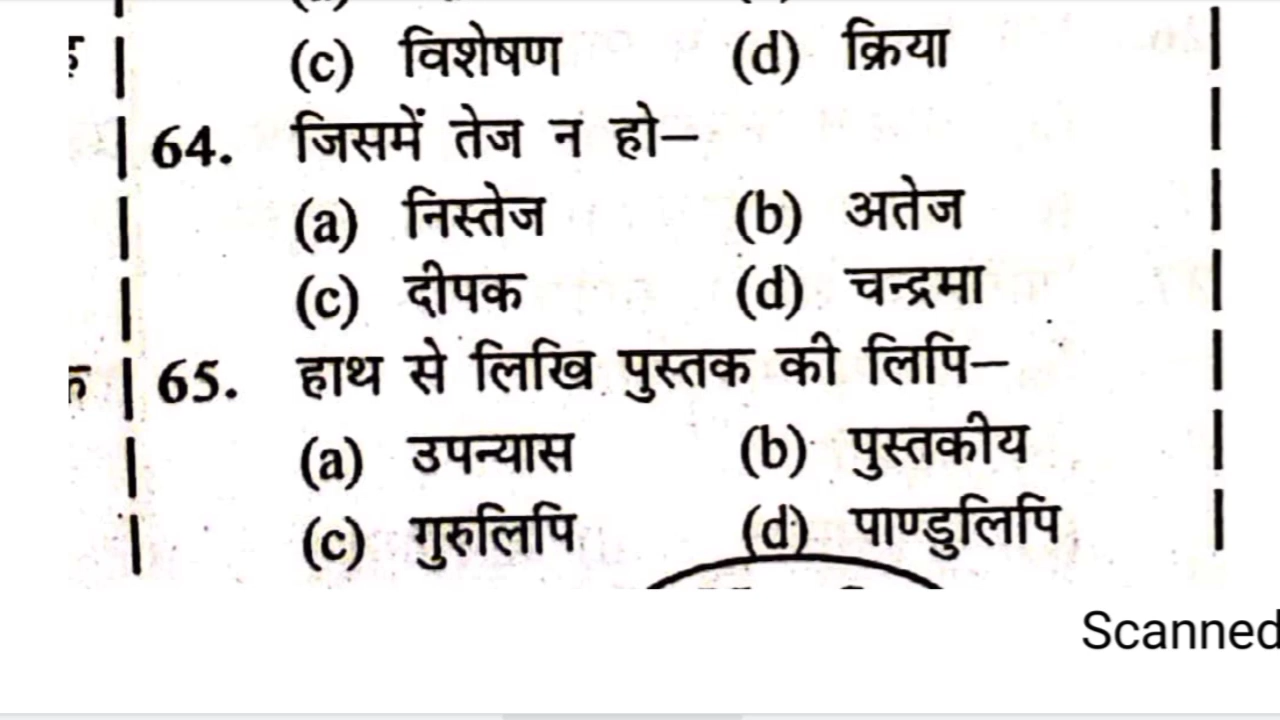 (c) विशेषण (d) क्रिया
64. जिसमें तेज न हो–
(a) निस्तेज (b) अतेज
(c) दीपक (d) चन्द्रमा
65. हाथ से लिखि पुस्तक की लिपि–
(a) उपन्यास (b) पुस्तकीय
(c) गुरुलिपि (d) पाण्डुलिपि
Scanned